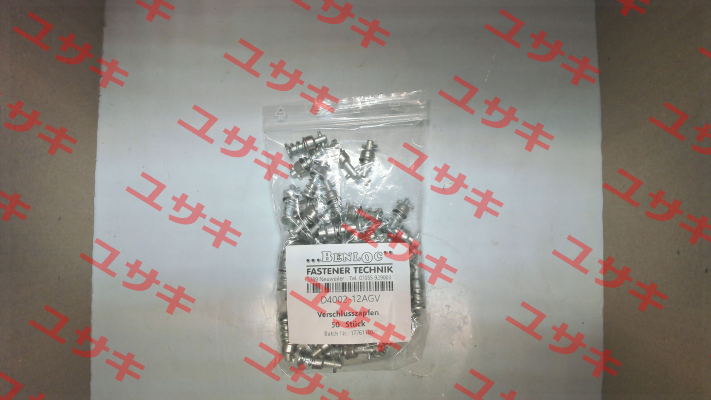 ...BENLOC...
FASTENER TECHNIK
D4002-12AGV
Verschlusszapfen
50 Stück
ユサキ